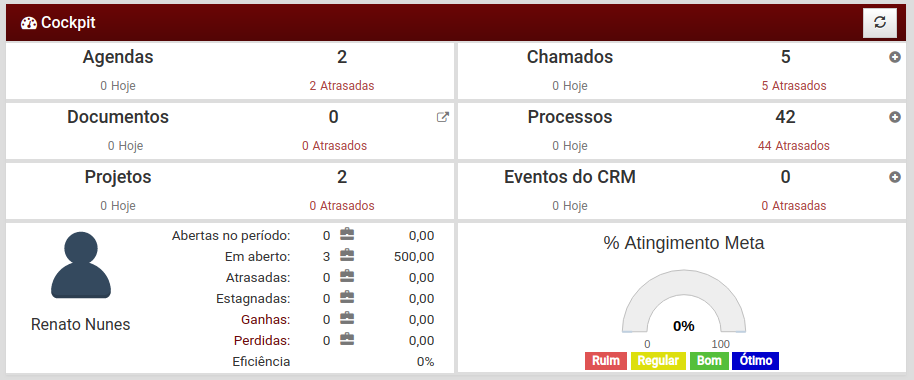 Cockpit
Agendas 2
0 Hoje 2 Atrasadas
Chamados 5
0 Hoje 5 Atrasados
Documentos 0
0 Hoje 0 Atrasados
Processos 42
0 Hoje 44 Atrasados
Projetos 2
0 Hoje 0 Atrasados
Eventos do CRM 0
0 Hoje 0 Atrasadas
Renato Nunes
Abertas no período: 0 0,00
Em aberto: 3 500,00
Atrasadas: 0 0,00
Estagnadas: 0 0,00
Ganhas: 0 0,00
Perdidas: 0 0,00
Eficiência 0%
% Atingimento Meta
0%
0 100
Ruim Regular Bom Ótimo